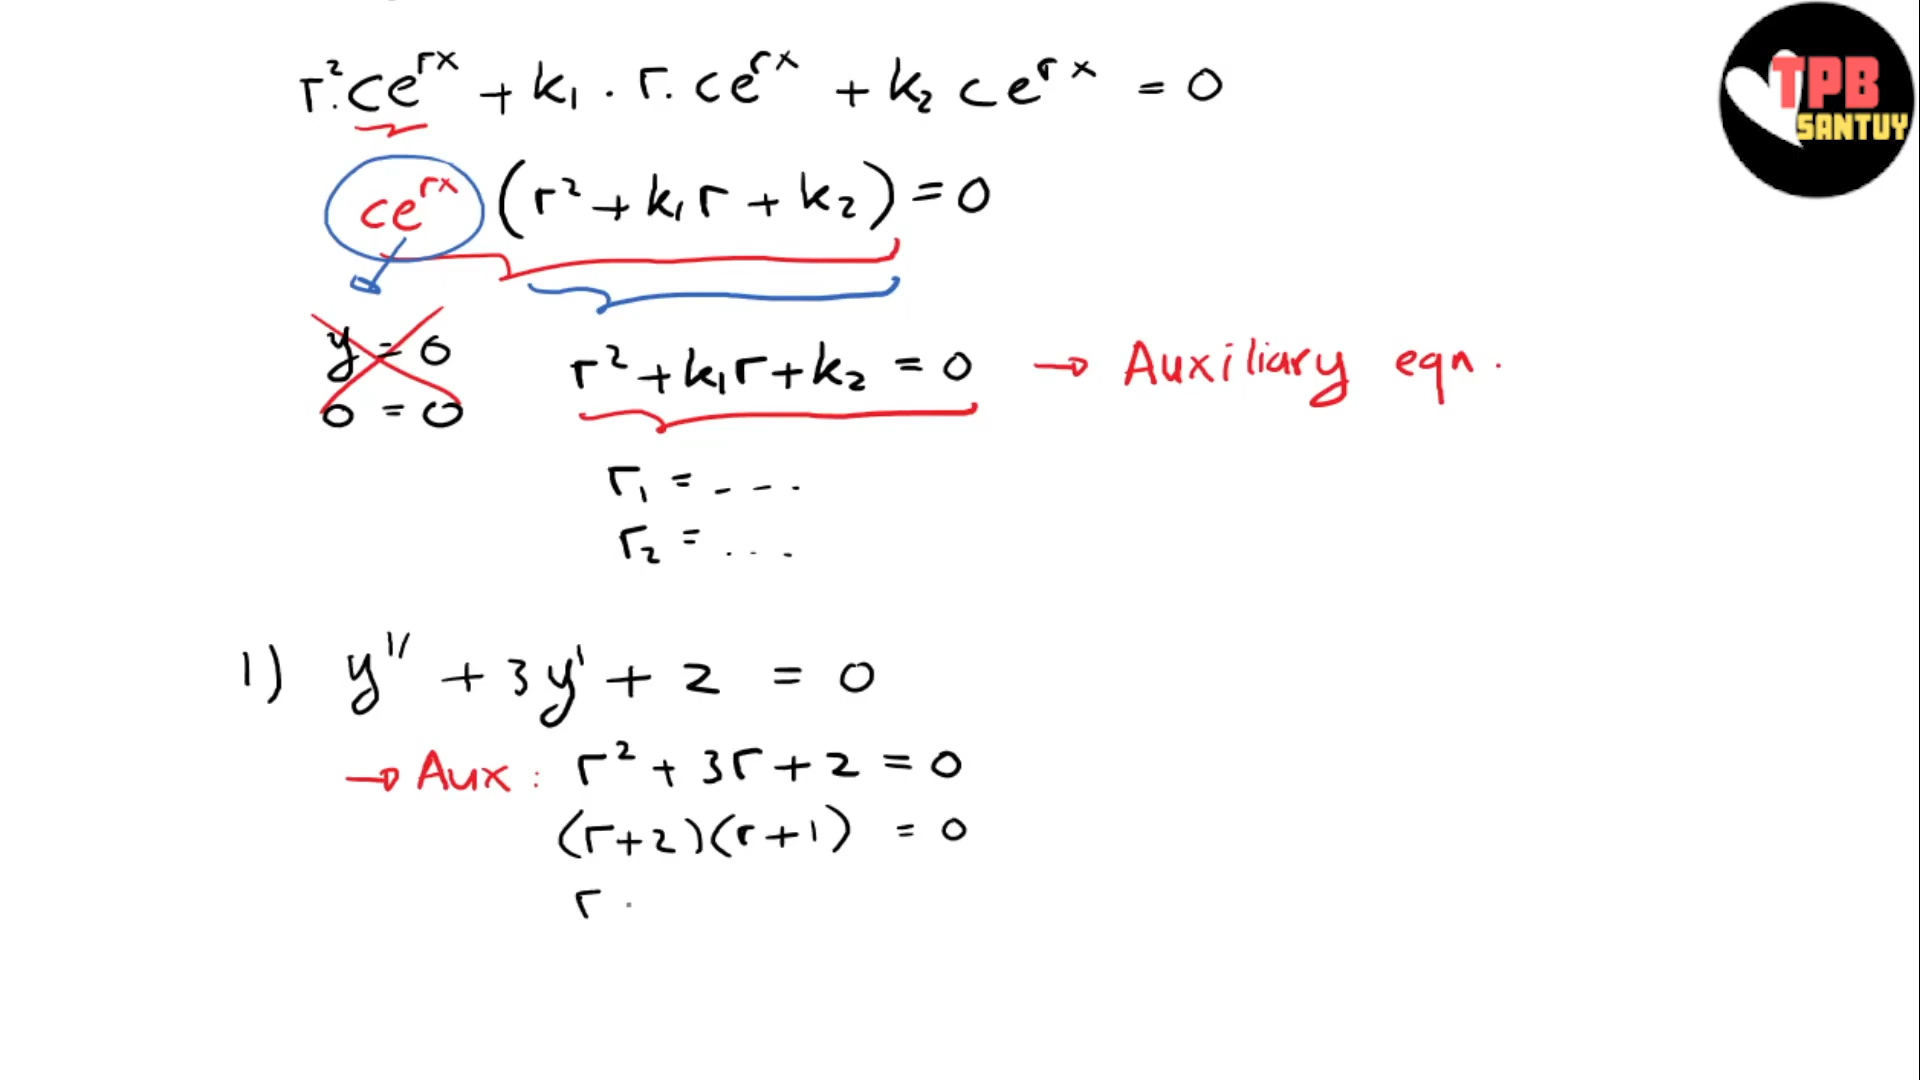 r².ce^rx + k₁ . r. ce^rx + k₂ ce^rx = 0
TPB
SANTUY
ce^rx (r² + k₁r + k₂) = 0
y = 0
0 = 0
r² + k₁r + k₂ = 0 → Auxiliary eqn.
r₁ = ---
r₂ = ...
1) y'' + 3y' + 2 = 0
→ Aux : r² + 3r + 2 = 0
(r+2)(r+1) = 0
r